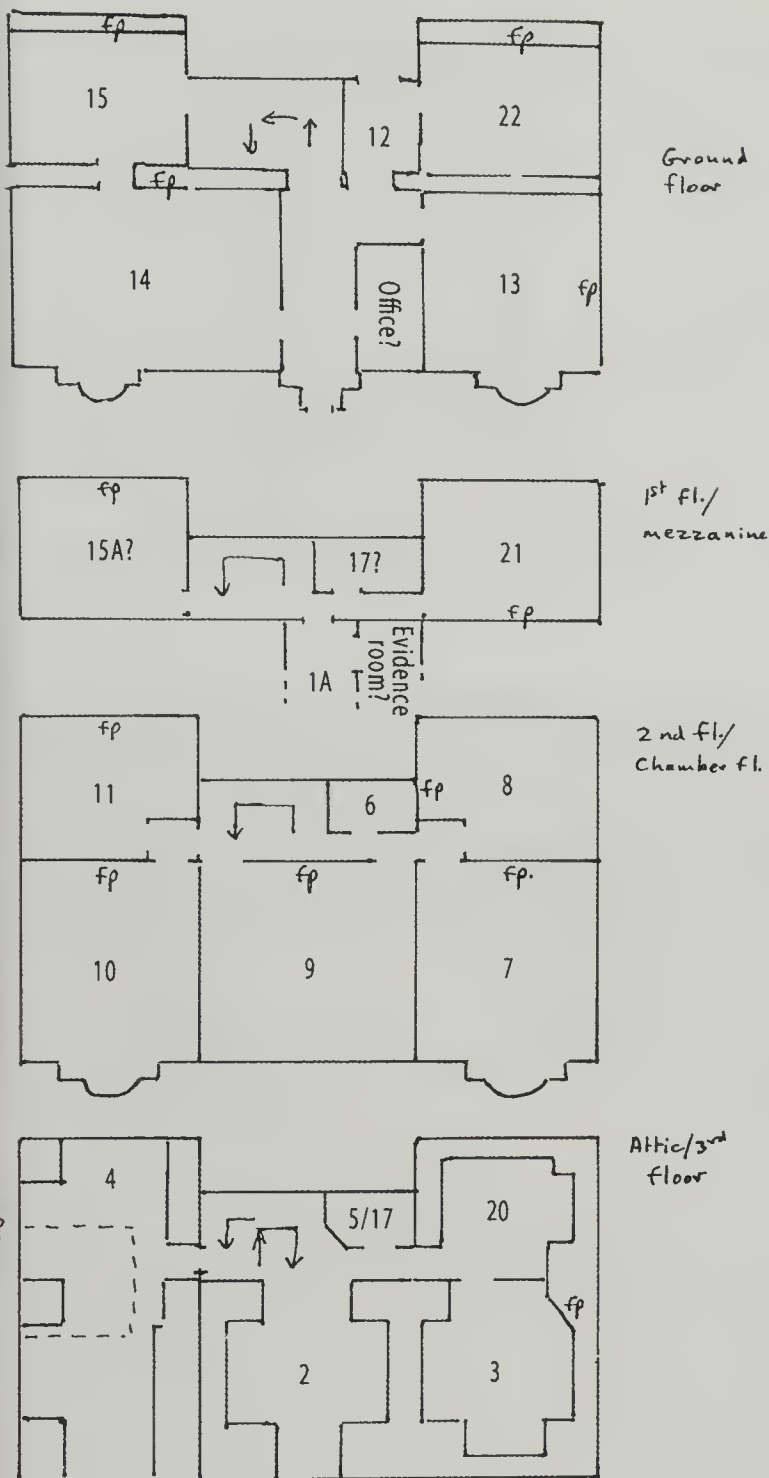 fp
fp
15
12
22
Ground
floor
fp
14
Office?
13
fp
fp
1st fl./
mezzanine
15A?
17?
21
fp
Evidence
room?
1A
fp
2nd fl./
Chamber fl.
11
6
fp
8
fp
fp
fp.
10
9
7
Attic/3rd
floor
4
5/17
20
fp
2
3